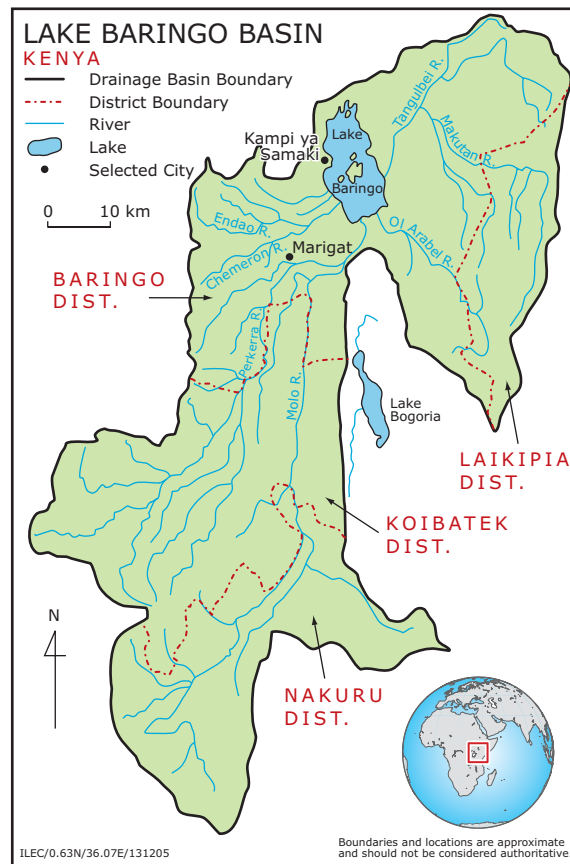 LAKE BARINGO BASIN
KENYA
Drainage Basin Boundary
District Boundary
River
Lake
Selected City
0 10 km
Kampi ya
Samaki
Lake
Baringo
Tangulbei R.
Makutan R.
Endao R.
Chemeron R.
Marigat
Ol Arabel R.
BARINGO
DIST.
Perkerra R.
Molo R.
Lake
Bogoria
LAIKIPIA
DIST.
KOIBATEK
DIST.
N
NAKURU
DIST.
ILEC/0.63N/36.07E/131205
Boundaries and locations are approximate
and should not be considered authoritative.